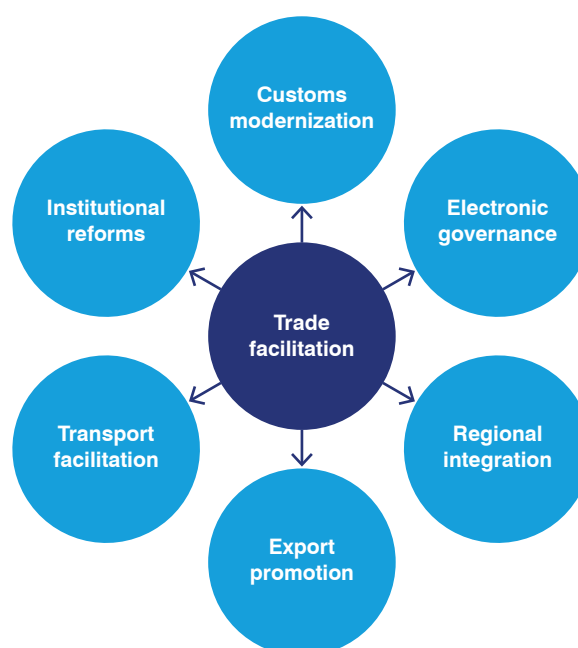 Customs
modernization
Institutional
reforms
Electronic
governance
Trade
facilitation
Transport
facilitation
Regional
integration
Export
promotion